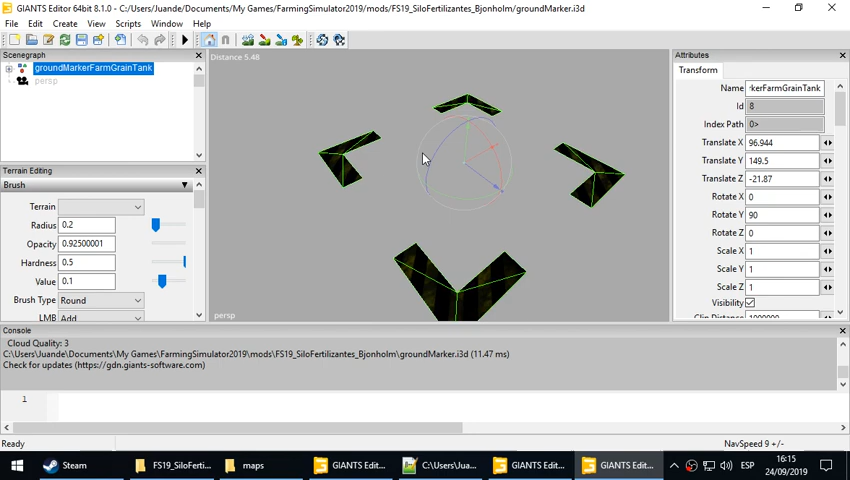 GIANTS Editor 64bit 8.1.0 - C:/Users/Juande/Documents/My Games/FarmingSimulator2019/mods/FS19_SiloFertilizantes_Bjonholm/groundMarker.i3d
File Edit Create View Scripts Window Help
Scenegraph
groundMarkerFarmGrainTank
persp
Terrain Editing
Brush
Terrain
Radius 0.2
Opacity 0.92500001
Hardness 0.5
Value 0.1
Brush Type Round
LMB Add
Distance 5.46
persp
Attributes
Transform
Name rkerFarmGrainTank
Id 8
Index Path 0>
Translate X 96.944
Translate Y 149.5
Translate Z -21.87
Rotate X 0
Rotate Y 90
Rotate Z 0
Scale X 1
Scale Y 1
Scale Z 1
Visibility
Clip Distance 1000000
Console
Cloud Quality: 3
C:\Users\Juande\Documents\My Games\FarmingSimulator2019\mods\FS19_SiloFertilizantes_Bjonholm\groundMarker.i3d (11.47 ms)
Check for updates (https://gdn.giants-software.com)
1
Ready
NavSpeed 9 +/-
Steam
FS19_SiloFertilizan...
maps
GIANTS Edit...
C:\Users\Jua...
GIANTS Edit...
GIANTS Edit...
ESP
16:15
24/09/2019